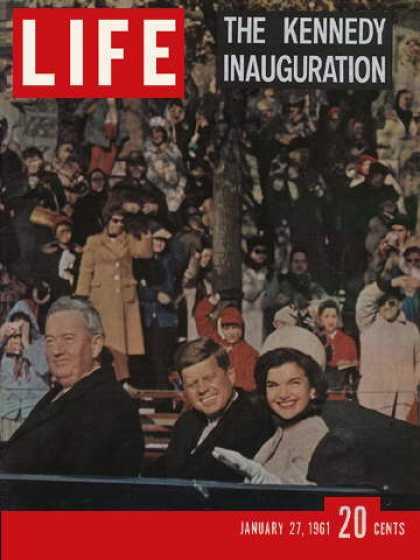 LIFE
THE KENNEDY
INAUGURATION
JANUARY 27, 1961 20 CENTS